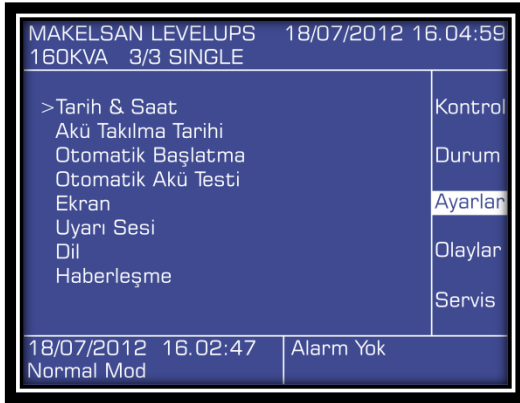 MAKELSAN LEVELUPS 18/07/2012 16.04:59
160KVA 3/3 SINGLE
>Tarih & Saat
Akü Takılma Tarihi
Otomatik Başlatma
Otomatik Akü Testi
Ekran
Uyarı Sesi
Dil
Haberleşme
Kontrol
Durum
Ayarlar
Olaylar
Servis
18/07/2012 16.02:47
Normal Mod
Alarm Yok